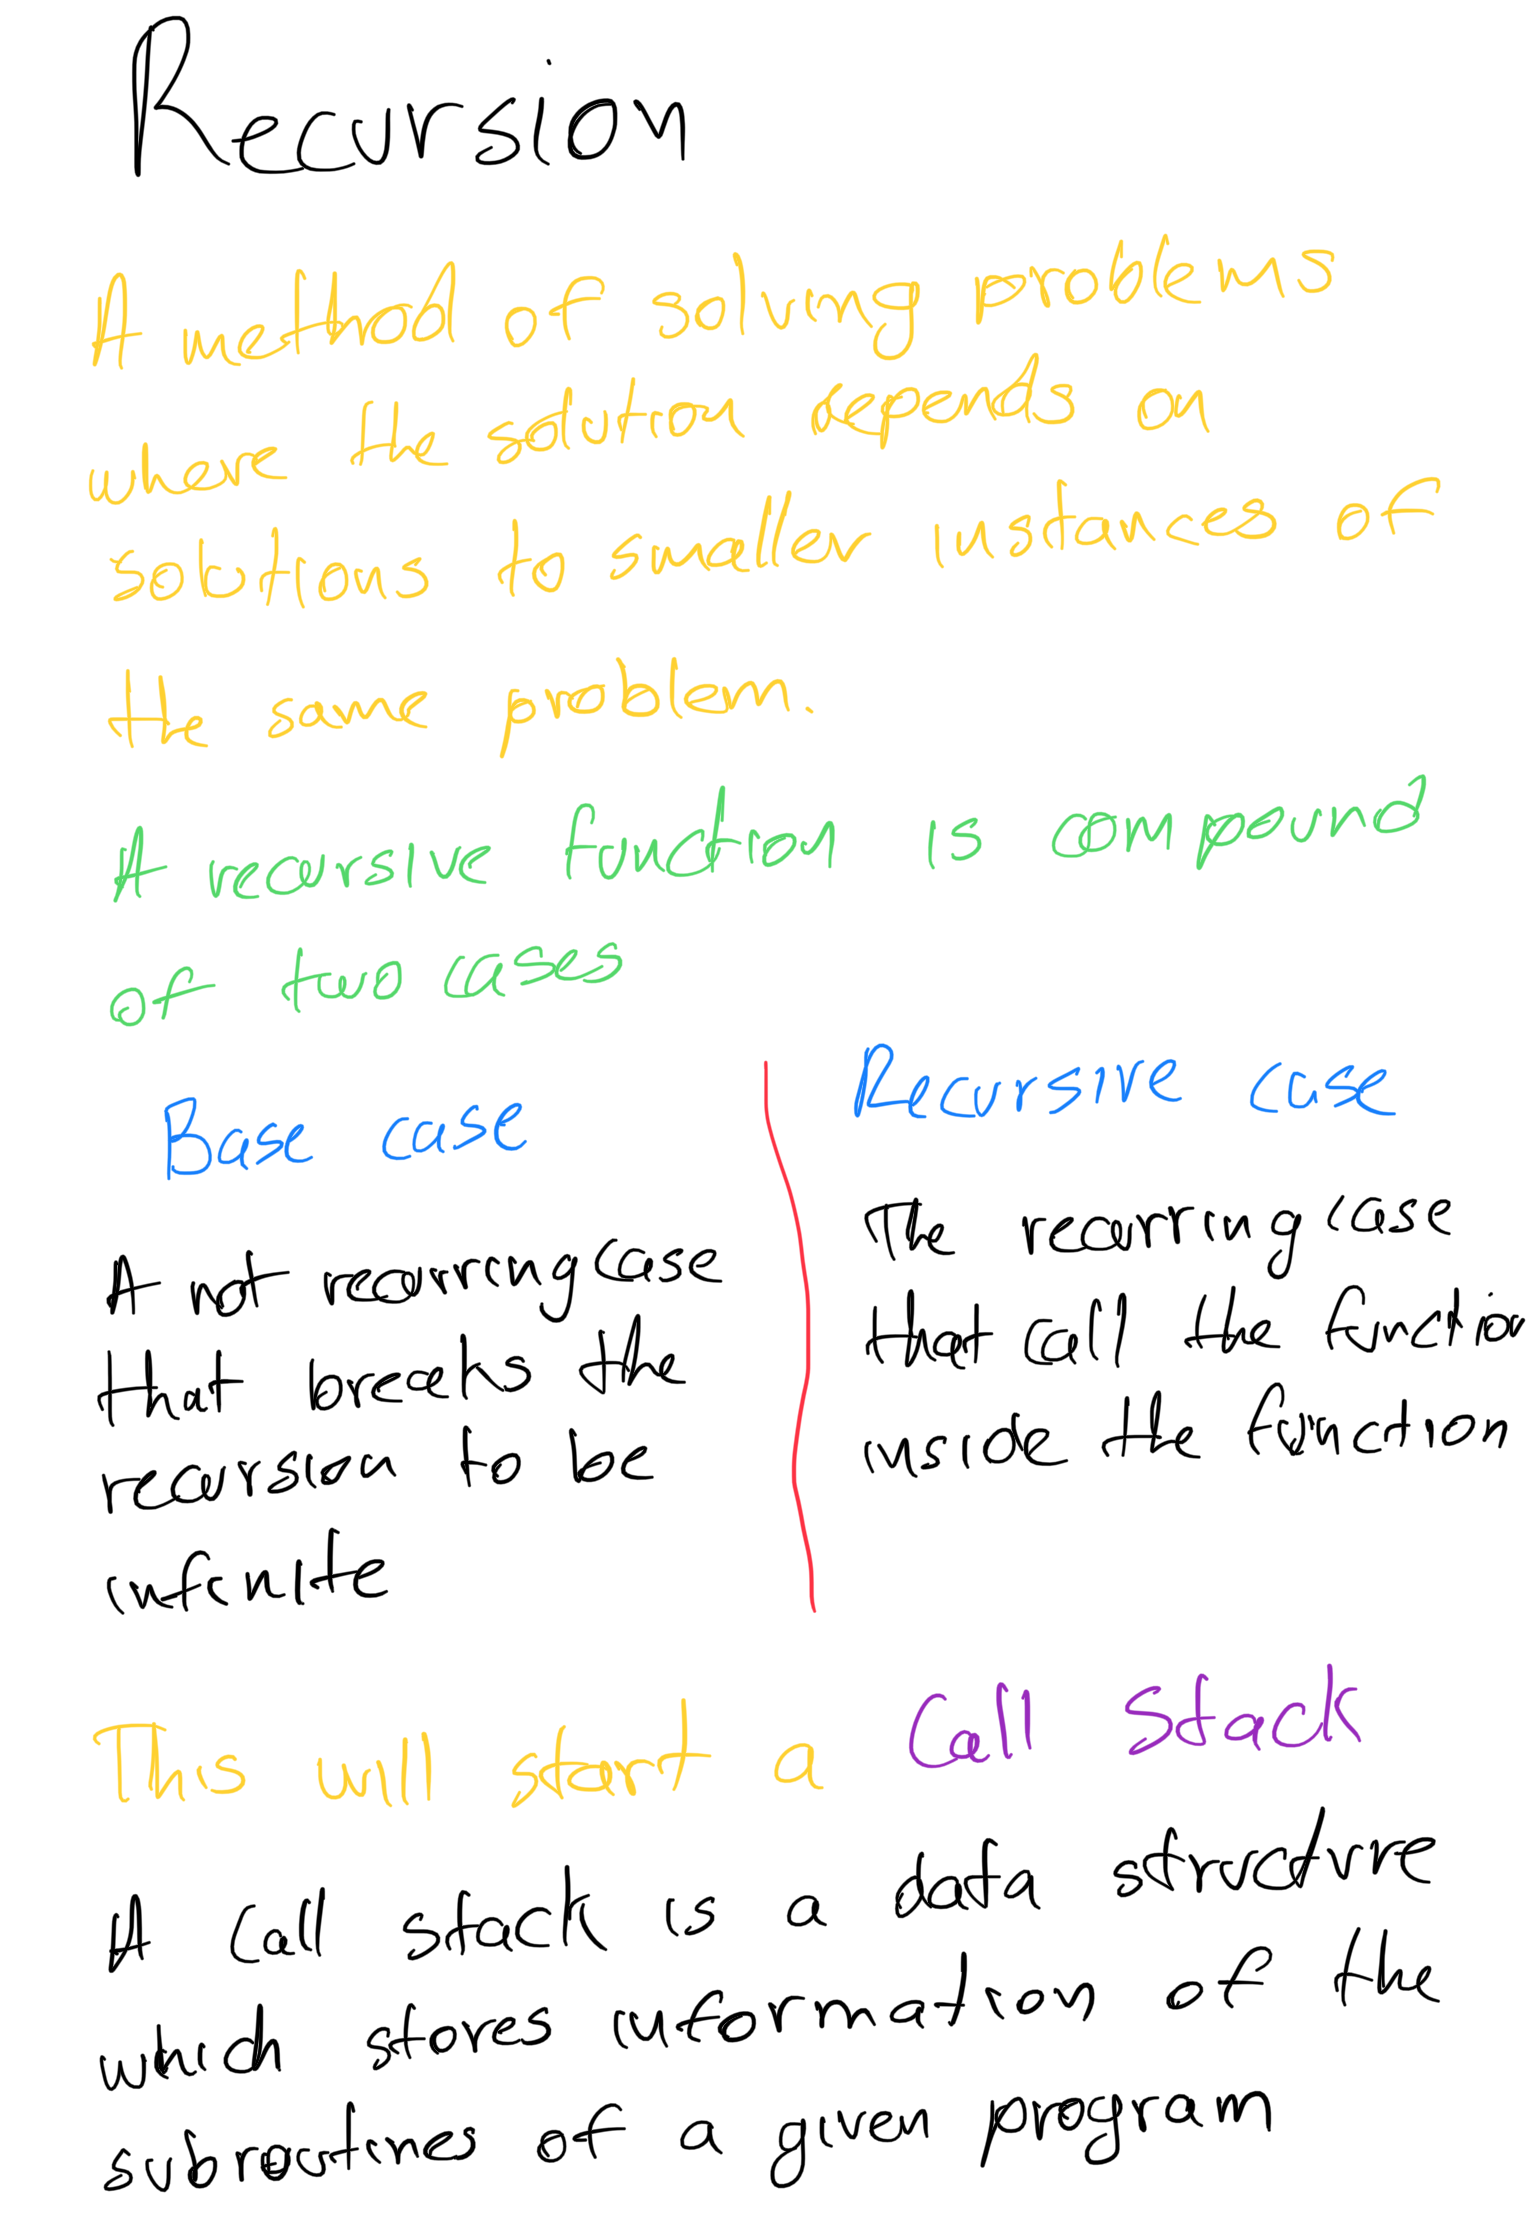 Recursion
A method of solving problems
where the solution depends on
solutions to smaller instances of
the same problem.
A recursive function is compound
of two cases
Base case
A not recurring case
that breaks the
recursion to be
infinite
Recursive case
The recurring case
that call the function
inside the function
This will start a Call Stack
A call stack is a data structure
which stores information of the
subroutines of a given program